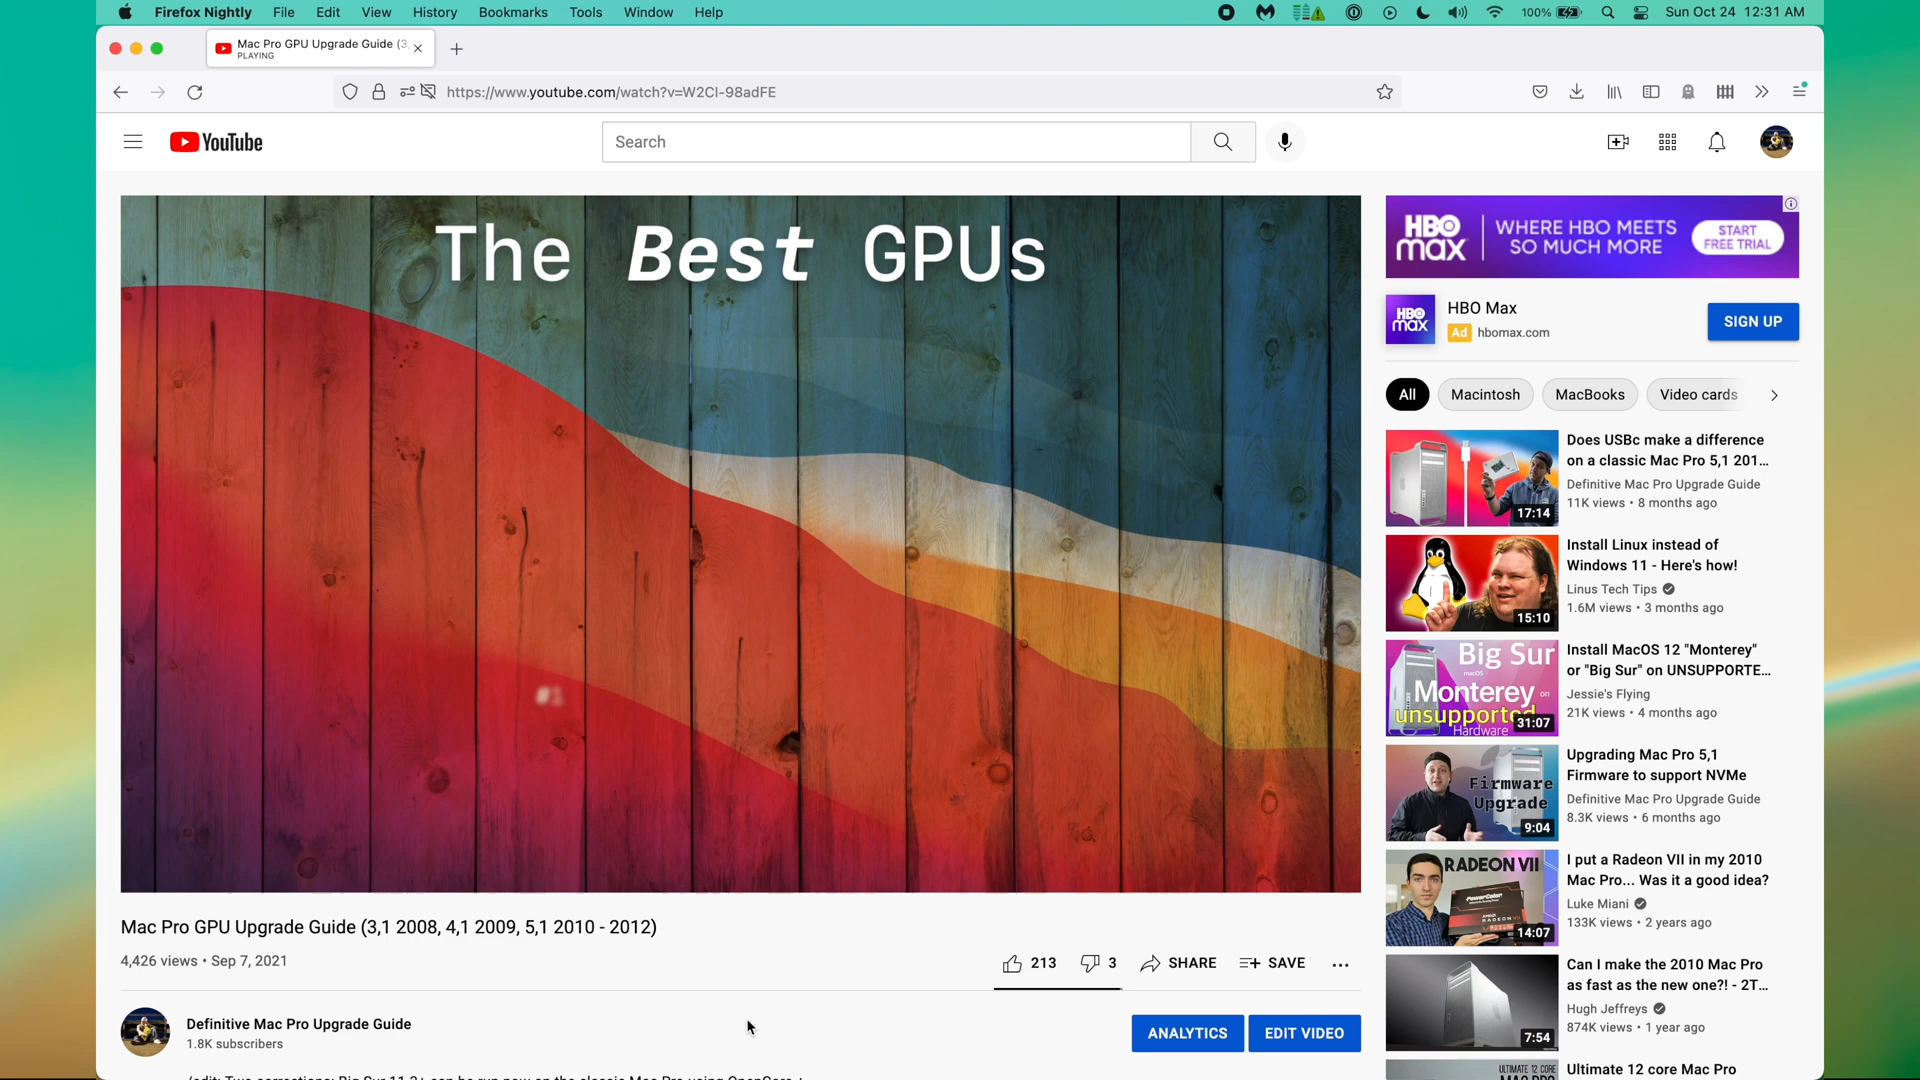 Firefox Nightly File Edit View History Bookmarks Tools Window Help
100% Sun Oct 24 12:31 AM
Mac Pro GPU Upgrade Guide (3,
PLAYING
https://www.youtube.com/watch?v=W2CI-98adFE
YouTube
Search
The Best GPUs
#1
Mac Pro GPU Upgrade Guide (3,1 2008, 4,1 2009, 5,1 2010 - 2012)
4,426 views • Sep 7, 2021
213 3 SHARE SAVE
Definitive Mac Pro Upgrade Guide
1.8K subscribers
ANALYTICS EDIT VIDEO
HBO max WHERE HBO MEETS
SO MUCH MORE
START
FREE TRIAL
HBO max
HBO Max
Ad hbomax.com
SIGN UP
All Macintosh MacBooks Video cards
17:14
Does USBc make a difference
on a classic Mac Pro 5,1 201...
Definitive Mac Pro Upgrade Guide
11K views • 8 months ago
15:10
Install Linux instead of
Windows 11 - Here's how!
Linus Tech Tips
1.6M views • 3 months ago
Big Sur
macOS
Monterey on
unsupported
Hardware
31:07
Install MacOS 12 "Monterey"
or "Big Sur" on UNSUPPORTE...
Jessie's Flying
21K views • 4 months ago
Firmware
Upgrade
9:04
Upgrading Mac Pro 5,1
Firmware to support NVMe
Definitive Mac Pro Upgrade Guide
8.3K views • 6 months ago
RADEON VII
PowerColor
14:07
I put a Radeon VII in my 2010
Mac Pro... Was it a good idea?
Luke Miani
133K views • 2 years ago
7:54
Can I make the 2010 Mac Pro
as fast as the new one?! - 2T...
Hugh Jeffreys
874K views • 1 year ago
ULTIMATE 12 CORE
Ultimate 12 core Mac Pro